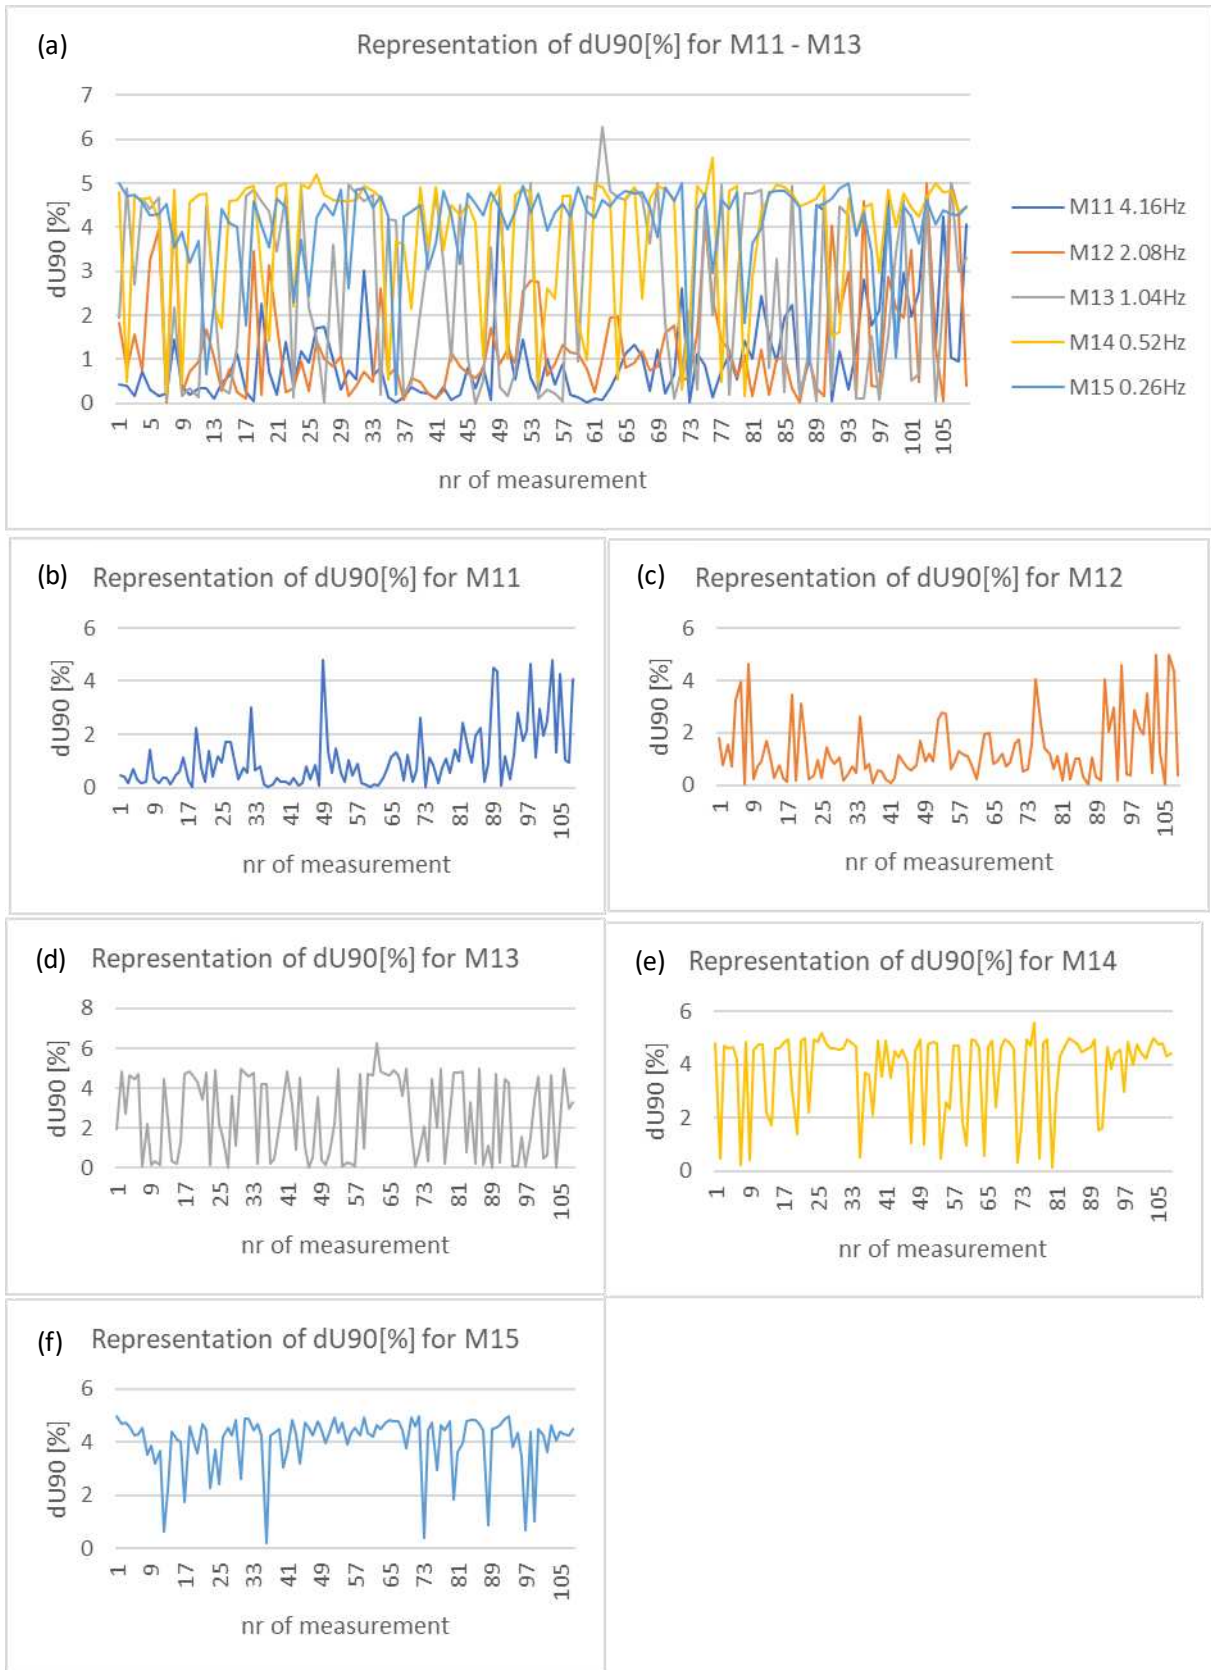 (a) Representation of dU90[%] for M11 - M13
7
6
5
4
3
2
1
0
dU90 [%]
1 5 9 13 17 21 25 29 33 37 41 45 49 53 57 61 65 69 73 77 81 85 89 93 97 101 105
nr of measurement
M11 4.16Hz
M12 2.08Hz
M13 1.04Hz
M14 0.52Hz
M15 0.26Hz
(b) Representation of dU90[%] for M11
6
4
2
0
dU90 [%]
1 9 17 25 33 41 49 57 65 73 81 89 97 105
nr of measurement
(c) Representation of dU90[%] for M12
6
4
2
0
dU90 [%]
1 9 17 25 33 41 49 57 65 73 81 89 97 105
nr of measurement
(d) Representation of dU90[%] for M13
8
6
4
2
0
dU90 [%]
1 9 17 25 33 41 49 57 65 73 81 89 97 105
nr of measurement
(e) Representation of dU90[%] for M14
6
4
2
0
dU90 [%]
1 9 17 25 33 41 49 57 65 73 81 89 97 105
nr of measurement
(f) Representation of dU90[%] for M15
6
4
2
0
dU90 [%]
1 9 17 25 33 41 49 57 65 73 81 89 97 105
nr of measurement